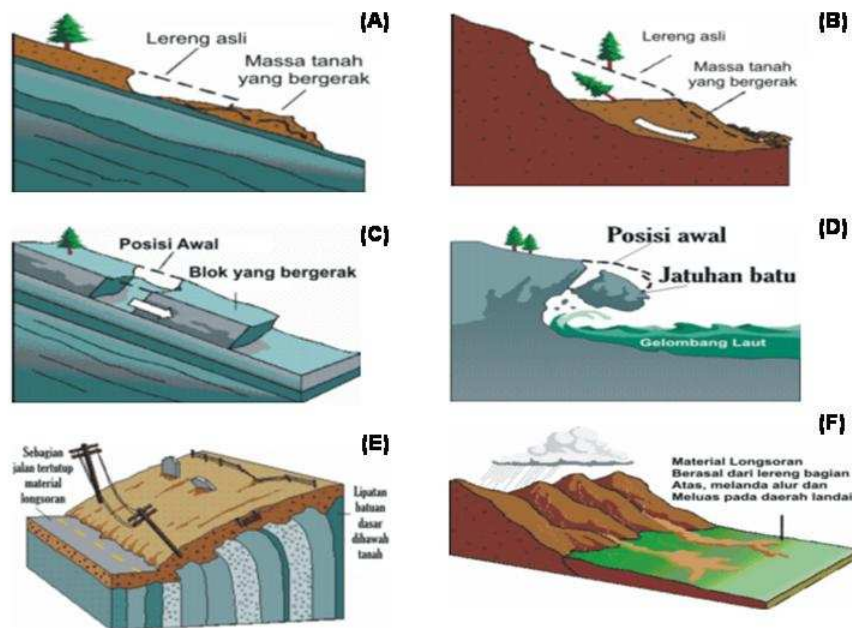 (A)
Lereng asli
Massa tanah
yang bergerak
(B)
Lereng asli
Massa tanah
yang bergerak
(C)
Posisi Awal
Blok yang bergerak
(D)
Posisi awal
Jatuhan batu
Gelombang Laut
(E)
Sebagian
jalan tertutup
material
longsoran
Lipatan
batuan
dasar
dibawah
tanah
(F)
Material Longsoran
Berasal dari lereng bagian
Atas, melanda alur dan
Meluas pada daerah landai